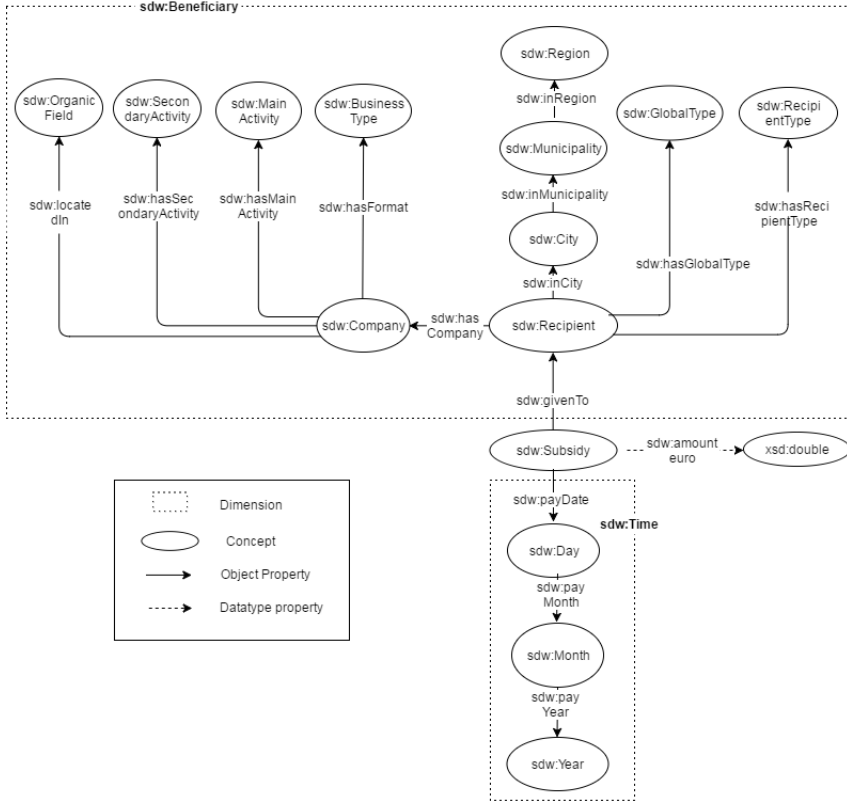 sdw:Beneficiary
sdw:Region
sdw:Organic
Field
sdw:Secon
daryActivity
sdw:Main
Activity
sdw:Business
Type
sdw:inRegion
sdw:GlobalType
sdw:Recipi
entType
sdw:Municipality
sdw:locate
dIn
sdw:hasSec
ondaryActivity
sdw:hasMain
Activity
sdw:hasFormat
sdw:inMunicipality
sdw:hasReci
pientType
sdw:City
sdw:hasGlobalType
sdw:inCity
sdw:Company
sdw:has
Company
sdw:Recipient
sdw:givenTo
sdw:Subsidy
sdw:amount
euro
xsd:double
sdw:payDate
sdw:Time
sdw:Day
sdw:pay
Month
sdw:Month
sdw:pay
Year
sdw:Year
Dimension
Concept
Object Property
Datatype property